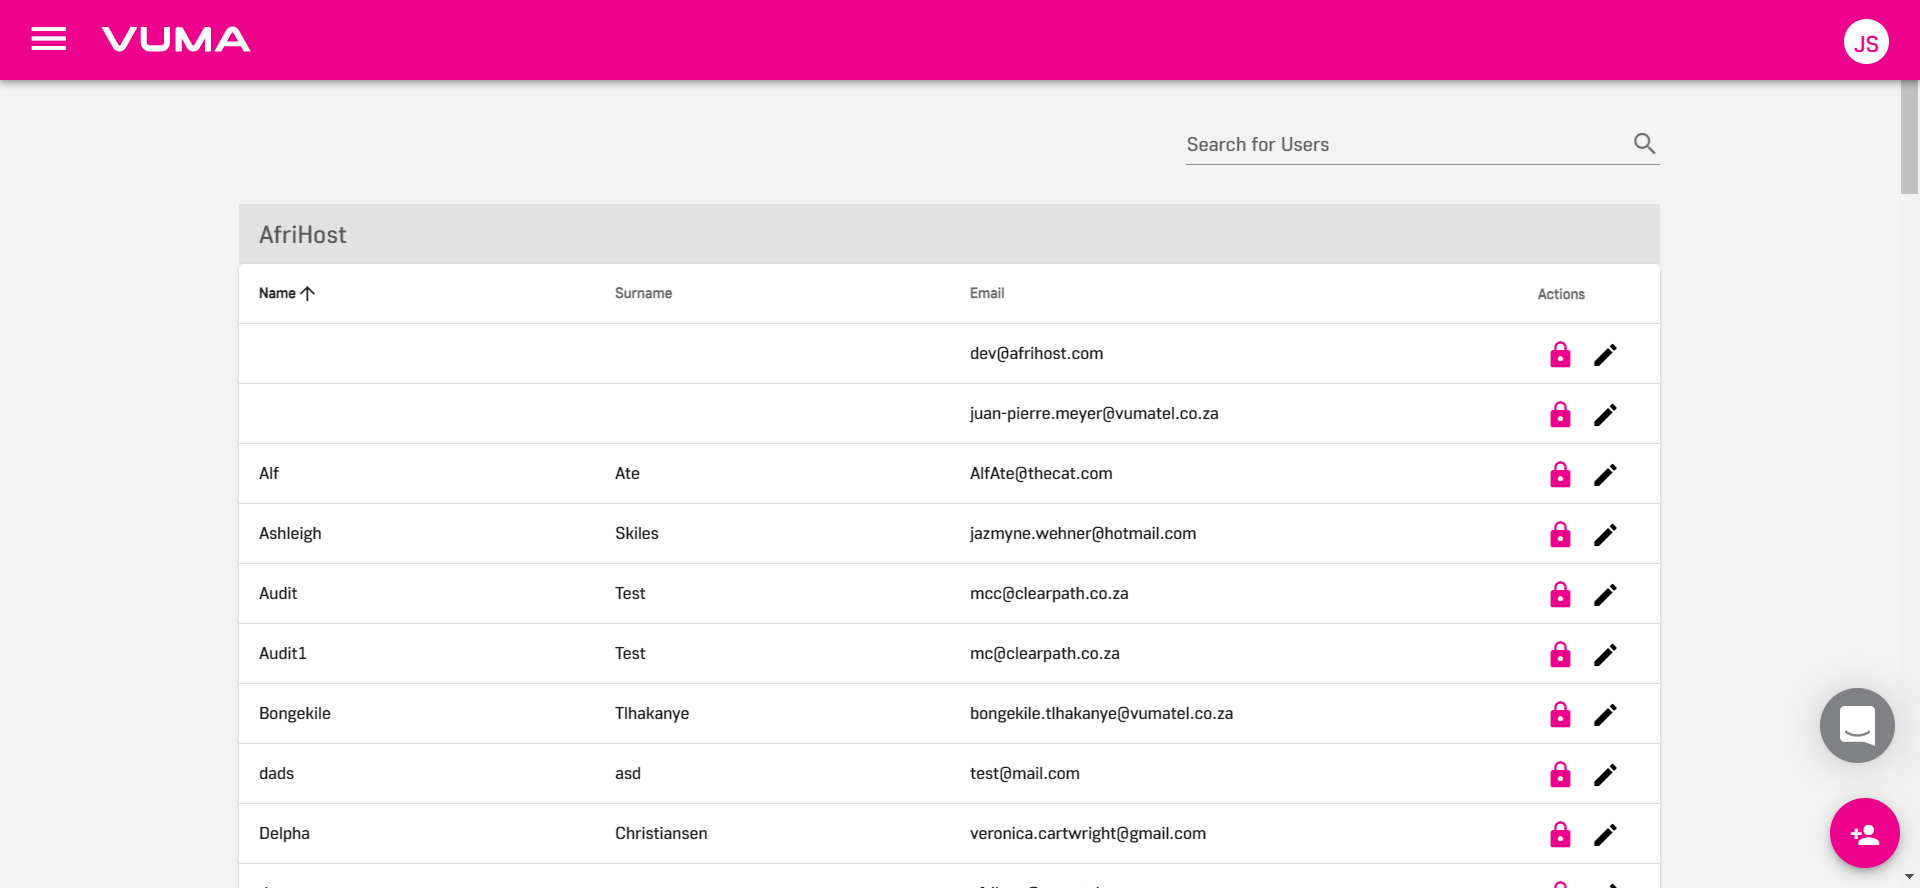 VUMA
JS
Search for Users
AfriHost
Name Surname Email Actions
dev@afrihost.com
juan-pierre.meyer@vumatel.co.za
Alf Ate AlfAte@thecat.com
Ashleigh Skiles jazmyne.wehner@hotmail.com
Audit Test mcc@clearpath.co.za
Audit1 Test mc@clearpath.co.za
Bongekile Tlhakanye bongekile.tlhakanye@vumatel.co.za
dads asd test@mail.com
Delpha Christiansen veronica.cartwright@gmail.com